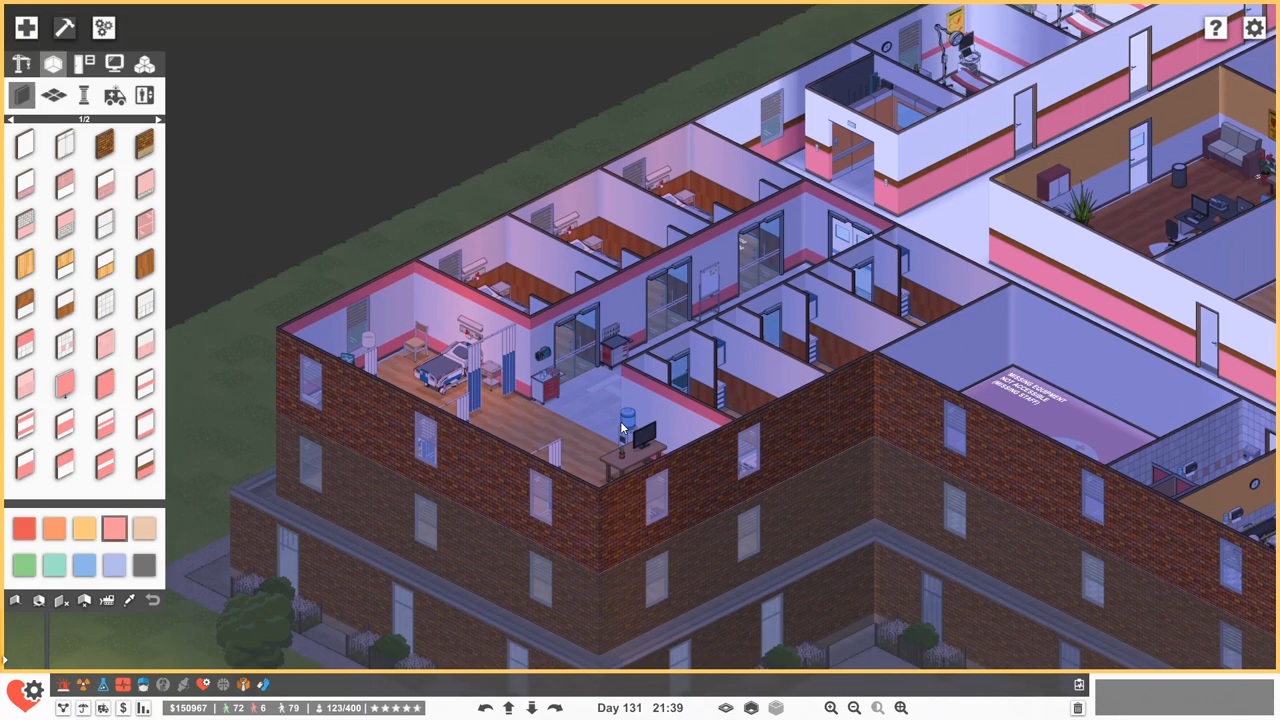 ?
1/2
MISSING EQUIPMENT
NOT ACCESSIBLE
(MISSING STAFF)
$150967 72 6 79 123/400
Day 131 21:39